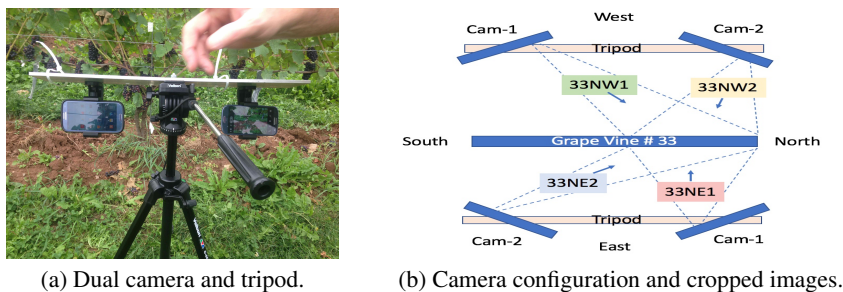 West
Cam-1
Cam-2
Tripod
33NW1
33NW2
South
Grape Vine # 33
North
33NE2
33NE1
Tripod
Cam-2
Cam-1
East
(a) Dual camera and tripod.
(b) Camera configuration and cropped images.